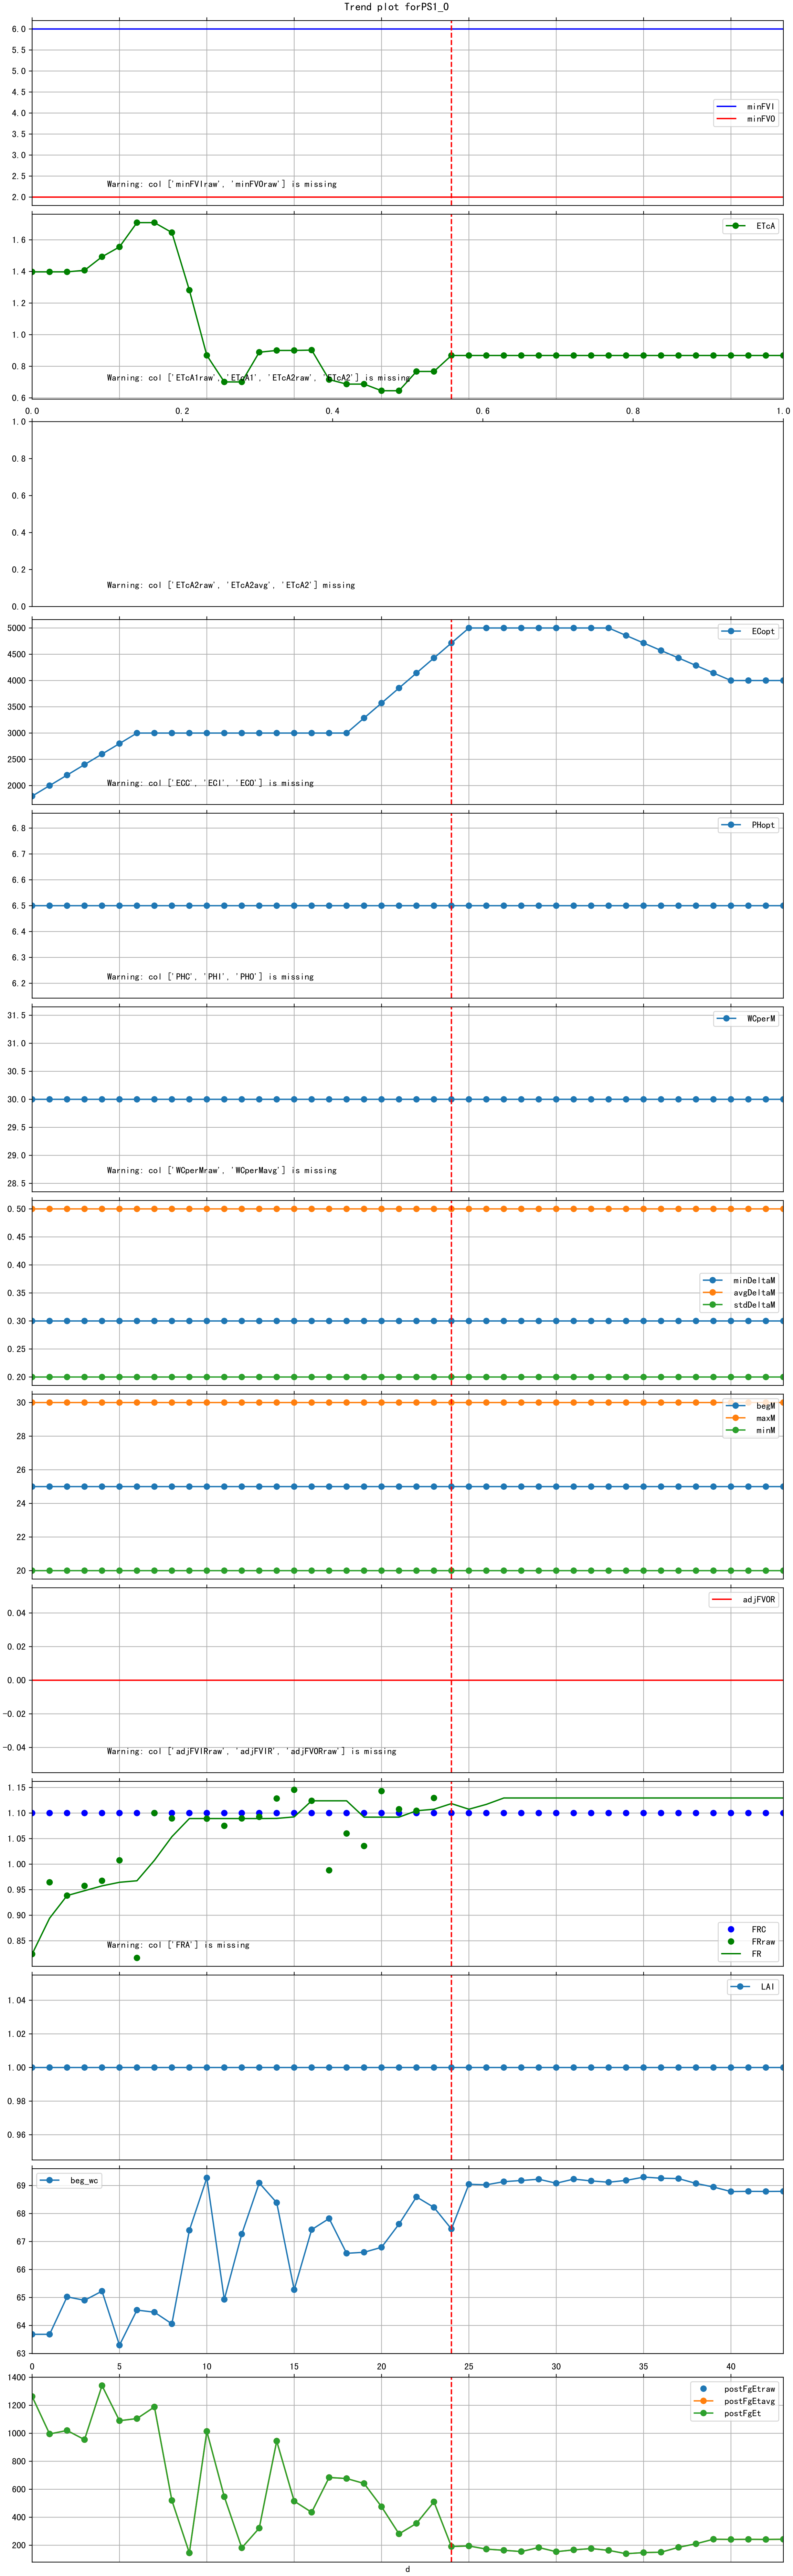 Trend plot forPS1_0
6.0
5.5
5.0
4.5
4.0
3.5
3.0
2.5
2.0
minFVI
minFVO
Warning: col ['minFVIraw', 'minFVOraw'] is missing
1.6
1.4
1.2
1.0
0.8
0.6
ETcA
Warning: col ['ETcA1raw', 'ETcA1', 'ETcA2raw', 'ETcA2'] is missing
0.0 0.2 0.4 0.6 0.8 1.0
1.0
0.8
0.6
0.4
0.2
0.0
Warning: col ['ETcA2raw', 'ETcA2avg', 'ETcA2'] missing
5000
4500
4000
3500
3000
2500
2000
ECopt
Warning: col ['ECC', 'ECI', 'ECO'] is missing
6.8
6.7
6.6
6.5
6.4
6.3
6.2
PHopt
Warning: col ['PHC', 'PHI', 'PHO'] is missing
31.5
31.0
30.5
30.0
29.5
29.0
28.5
WCperM
Warning: col ['WCperMraw', 'WCperMavg'] is missing
0.50
0.45
0.40
0.35
0.30
0.25
0.20
minDeltaM
avgDeltaM
stdDeltaM
30
28
26
24
22
20
begM
maxM
minM
0.04
0.02
0.00
−0.02
−0.04
adjFVOR
Warning: col ['adjFVIRraw', 'adjFVIR', 'adjFVORraw'] is missing
1.15
1.10
1.05
1.00
0.95
0.90
0.85
FRC
FRraw
FR
Warning: col ['FRA'] is missing
1.04
1.02
1.00
0.98
0.96
LAI
69
68
67
66
65
64
63
beg_wc
0 5 10 15 20 25 30 35 40
1400
1200
1000
800
600
400
200
postFgEtraw
postFgEtavg
postFgEt
d